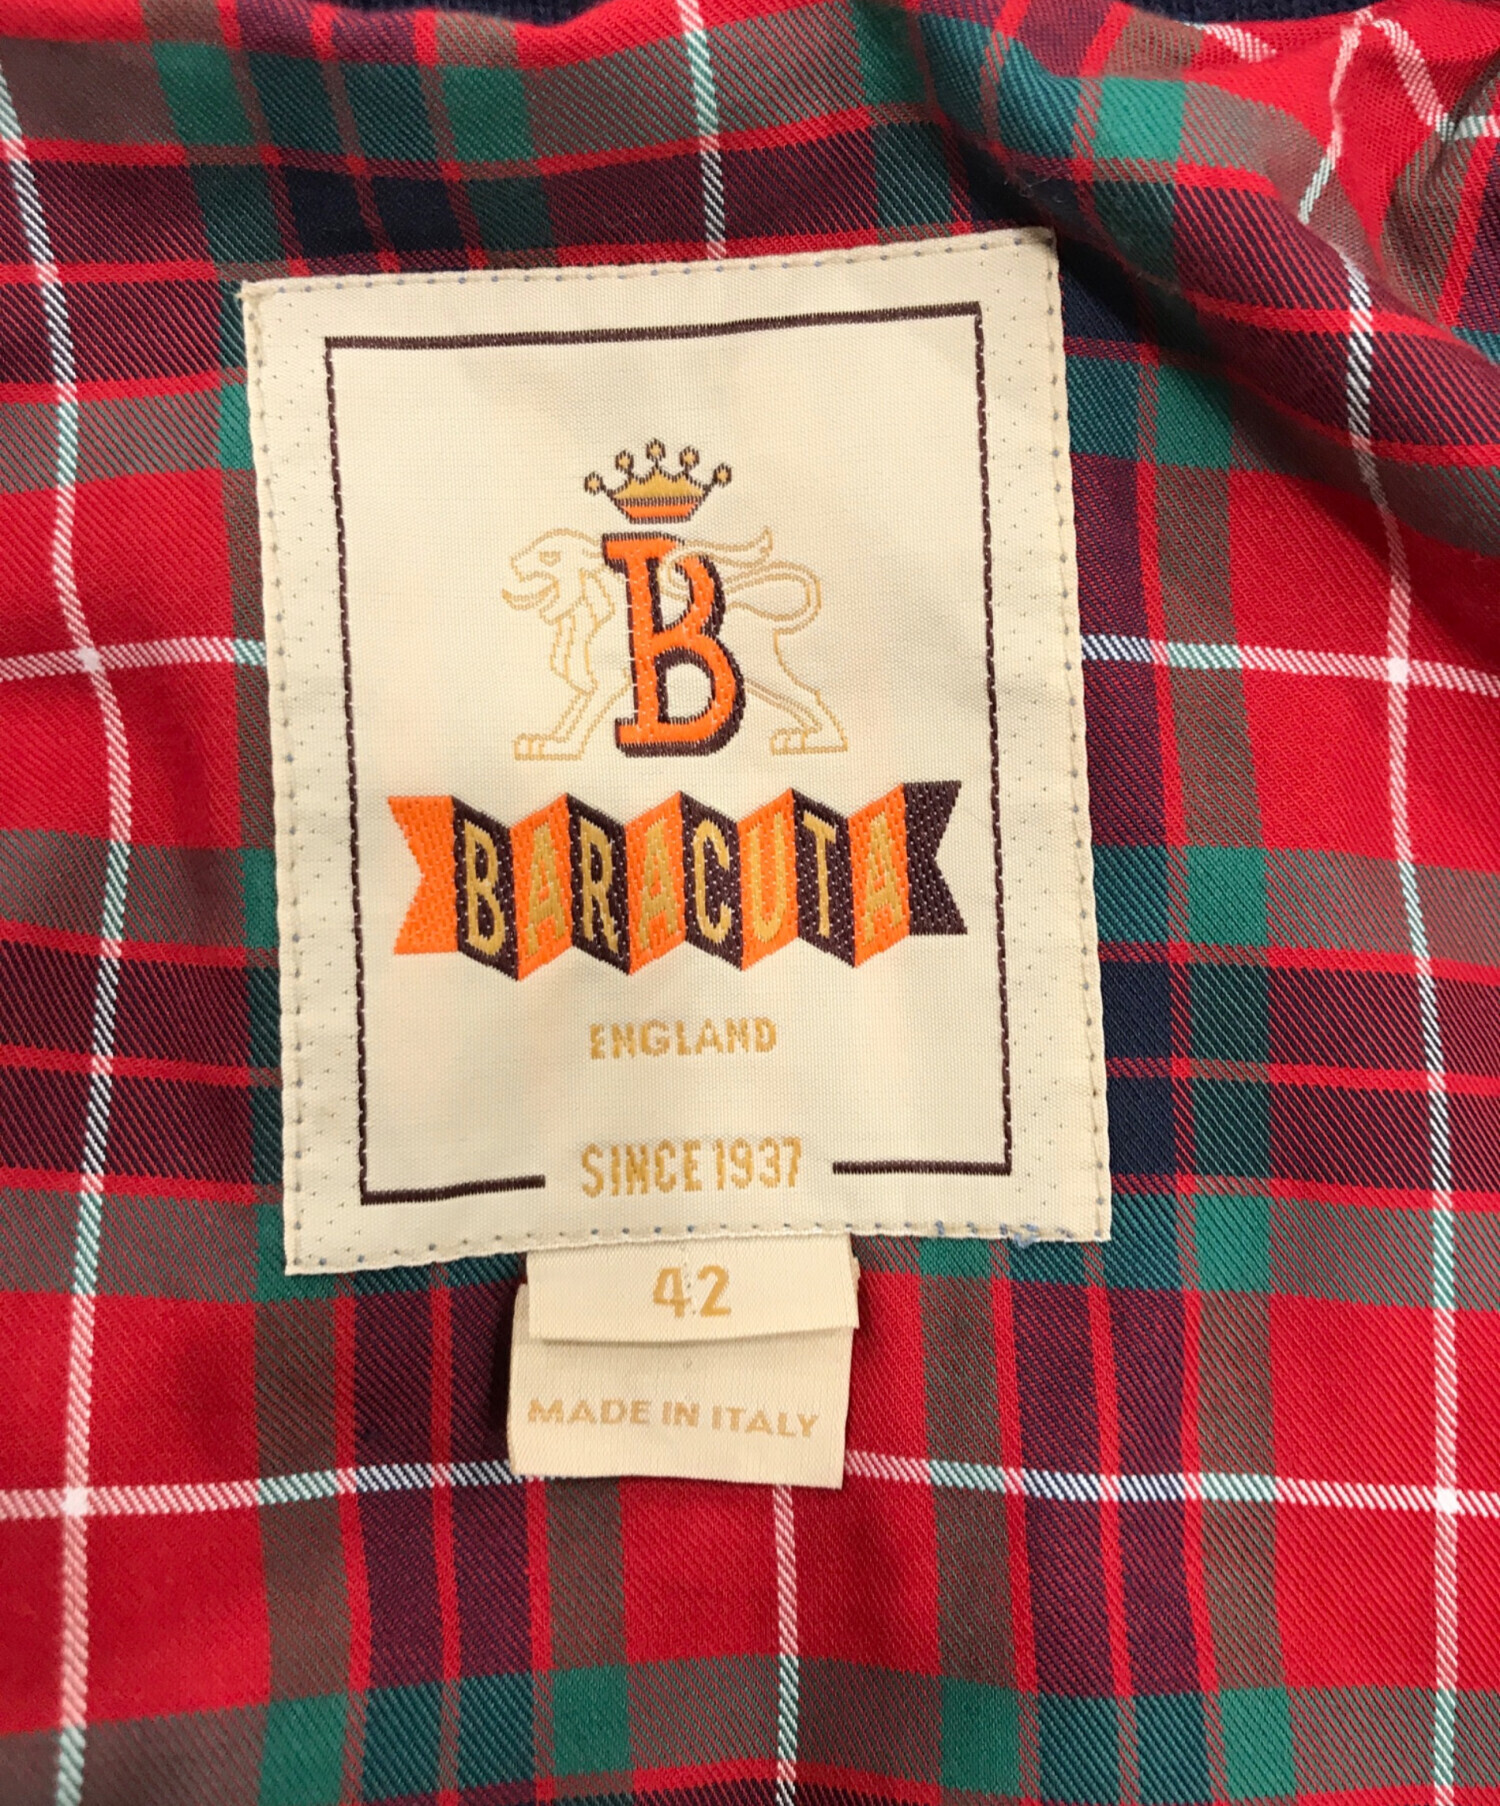 B
BARACUTA
ENGLAND
SINCE 1937
42
MADE IN ITALY